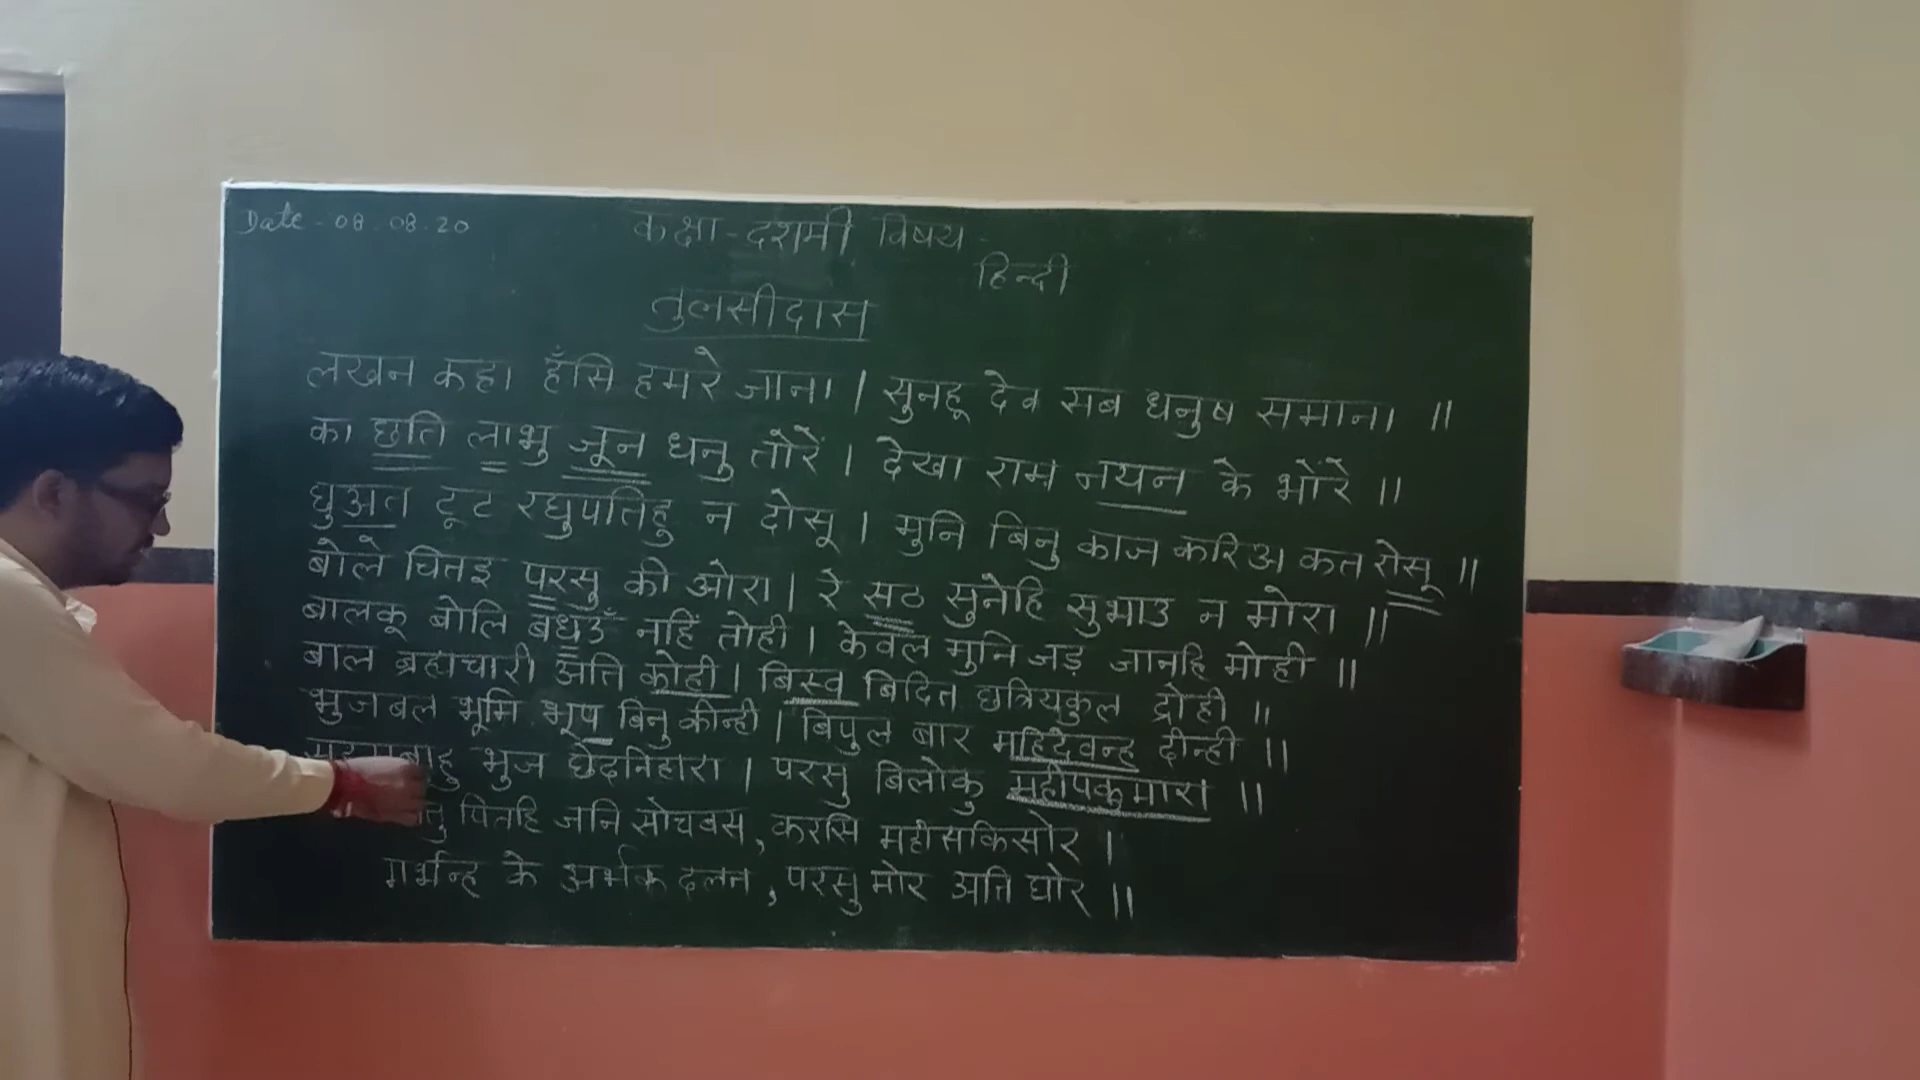 Date - 08.08.20
कक्षा - दशमी विषय -
हिन्दी
तुलसीदास
लखन कहा हँसि हमरे जाना । सुनहू देव सब धनुष समाना ॥
का छति लाभु जून धनु तोरें । देखा राम नयन के भोंरे ॥
छुअत टूट रघुपतिहु न दोसू । मुनि बिनु काज करिअ कत रोसू ॥
बोले चितइ परसु की ओरा । रे सठ सुनेहि सुभाउ न मोरा ॥
बालकू बोलि बधउँ नहिं तोही । केवल मुनि जड़ जानहि मोही ॥
बाल ब्रह्मचारी अति कोही । बिस्व बिदित छत्रियकुल द्रोही ॥
भुजबल भूमि भूप बिनु कीन्ही । बिपुल बार महिदेवन्ह दीन्ही ॥
भुज छेदनिहारा । परसु बिलोकु महीपकुमारा ॥
पितहि जनि सोचबस, करसि महीसकिसोर ।
गर्भन्ह के अर्भक दलन, परसु मोर अति घोर ॥